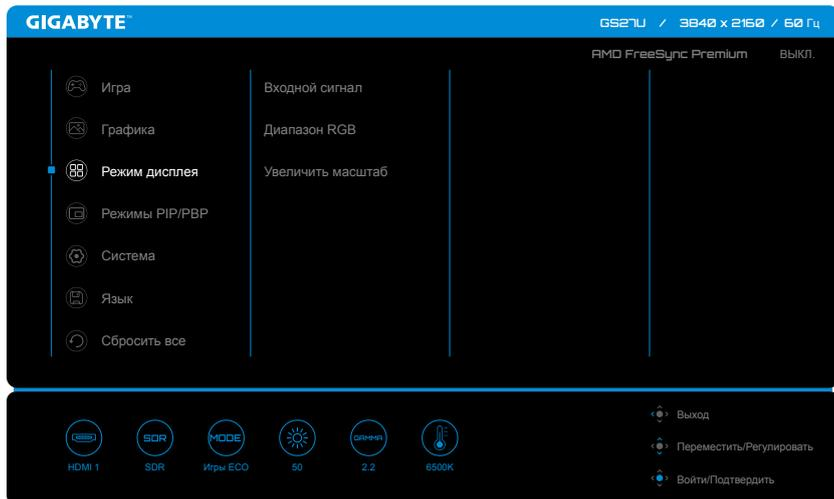 GIGABYTE™
GS27U / 3840 x 2160 / 60 Гц
AMD FreeSync Premium ВЫКЛ.
Игра
Входной сигнал
Графика
Диапазон RGB
Режим дисплея
Увеличить масштаб
Режимы PIP/PBP
Система
Язык
Сбросить все
SDR
MODE
GAMMA
HDMI 1
SDR
Игры ECO
50
2.2
6500K
Выход
Переместить/Регулировать
Войти/Подтвердить